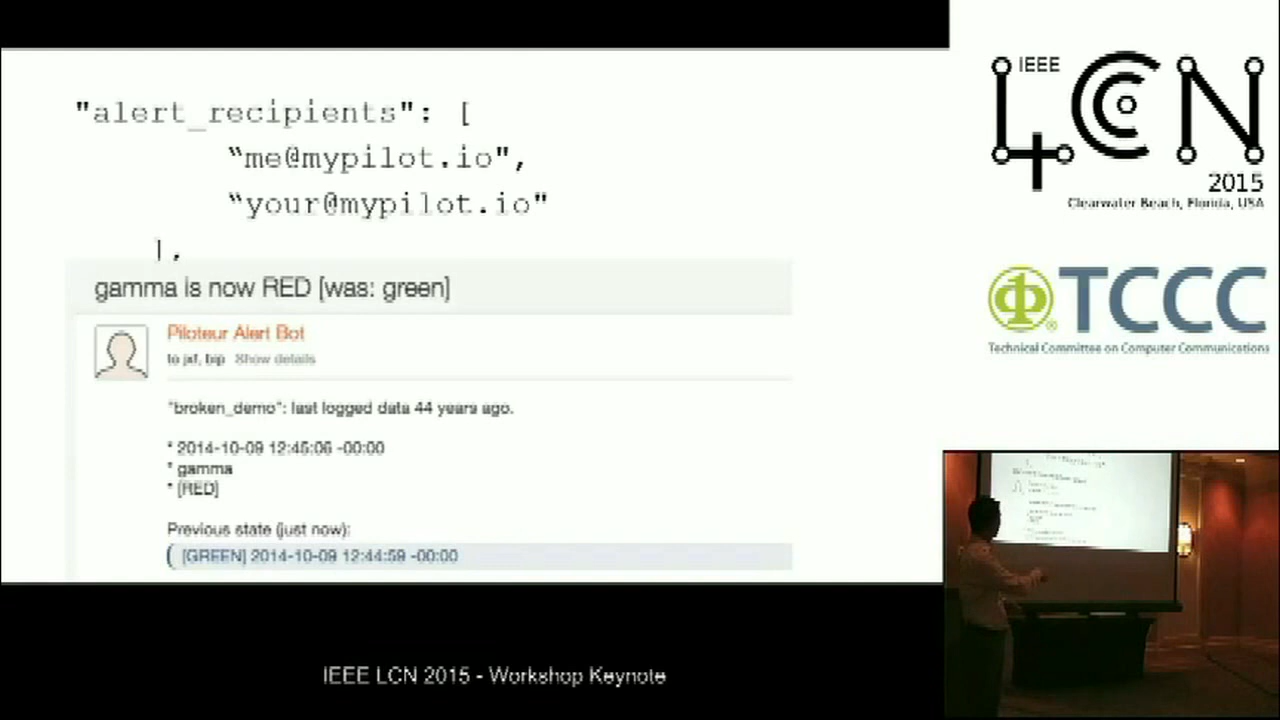 "alert_recipients": [
“me@mypilot.io",
“your@mypilot.io"
],
gamma is now RED [was: green]
Piloteur Alert Bot
Show details
"broken_demo": last logged data 44 years ago.
* 2014-10-09 12:45:06 -00:00
* gamma
* [RED]
Previous state (just now):
[GREEN] 2014-10-09 12:44:59 -00:00
IEEE
LCN
2015
Clearwater Beach, Florida, USA
TCCC
Technical Committee on Computer Communications
IEEE LCN 2015 - Workshop Keynote